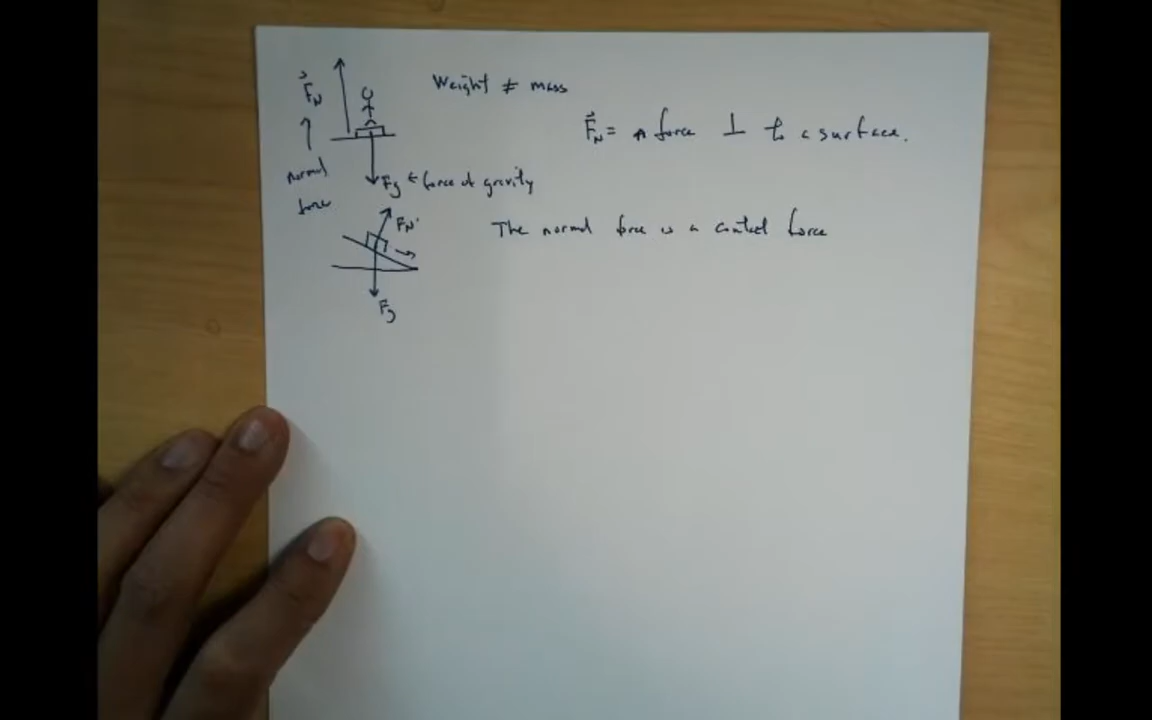 Weight ≠ mass
F⃗N
F⃗N = A force ⊥ to a surface.
normal
force
Fg ← force of gravity
FN
The normal force is a contact force
Fg